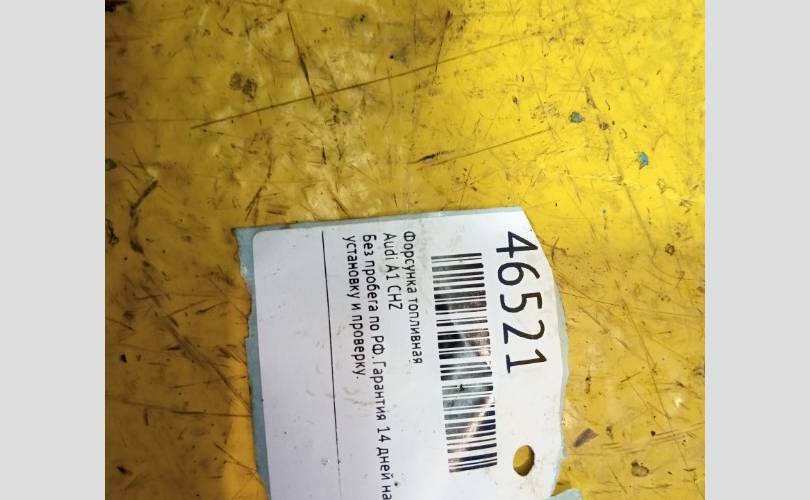 46521
Форсунка топливная
Audi A1 CHZ
Без пробега по РФ. Гарантия 14 дней на
установку и проверку.